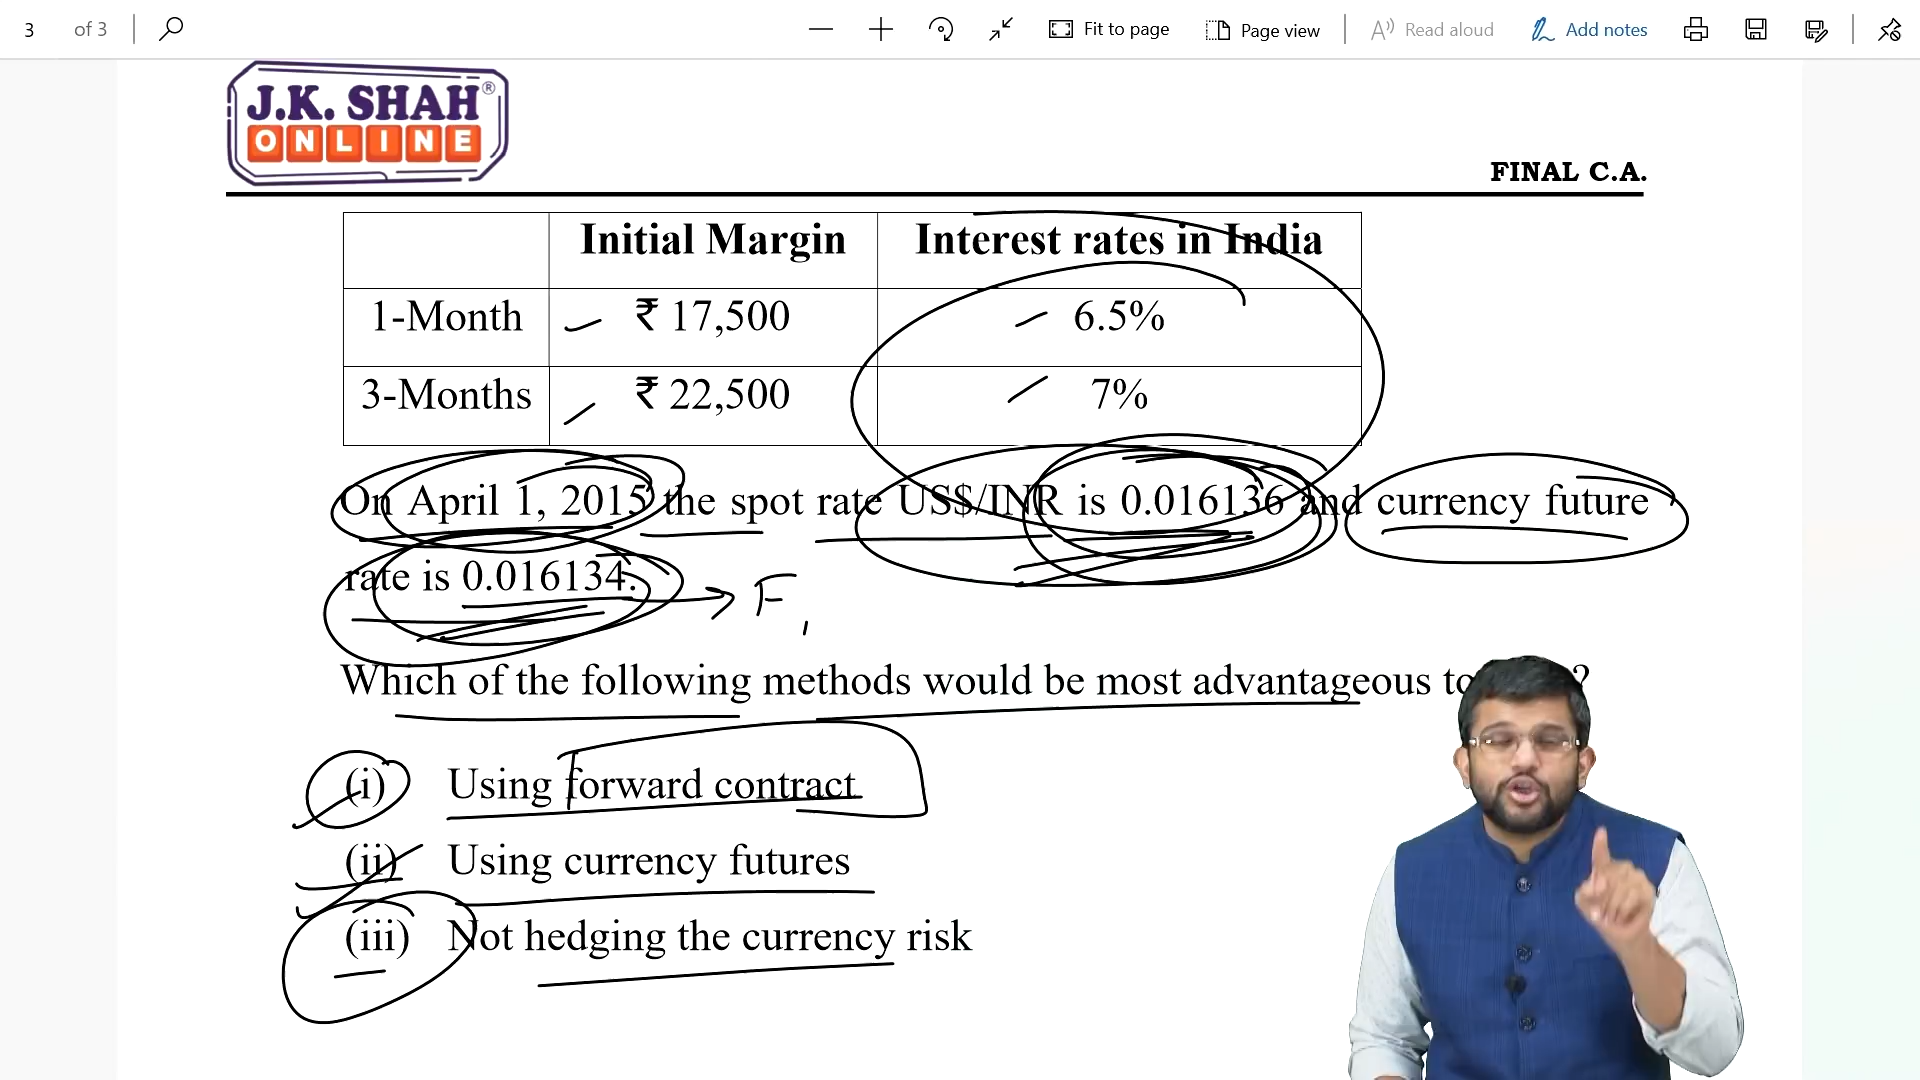 3 of 3 Fit to page Page view Read aloud Add notes
J.K. SHAH®
ONLINE
FINAL C.A.
Initial Margin Interest rates in India
1-Month ₹ 17,500 6.5%
3-Months ₹ 22,500 7%
On April 1, 2015 the spot rate US$/INR is 0.016136 and currency future
rate is 0.016134. → F₁
Which of the following methods would be most advantageous to ?
(i) Using forward contract
(ii) Using currency futures
(iii) Not hedging the currency risk